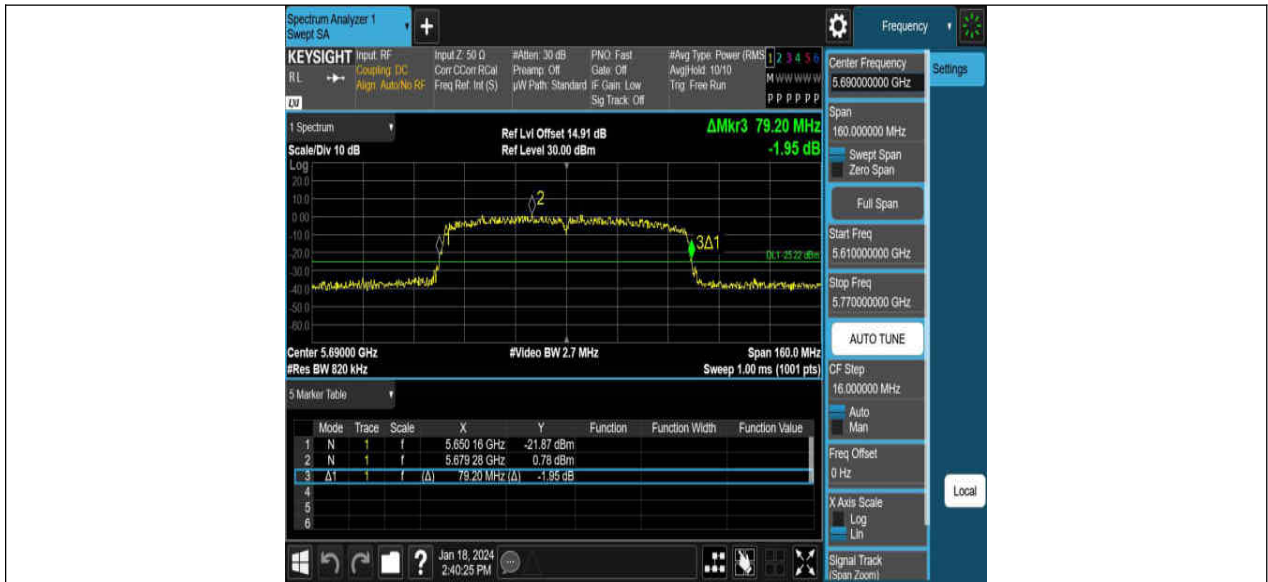 Spectrum Analyzer 1
Swept SA
+
Frequency
KEYSIGHT
RL
LXI
Input: RF
Coupling: DC
Align: Auto/No RF
Input Z: 50 Ω
Corr CCorr RCal
Freq Ref: Int (S)
#Atten: 30 dB
Preamp: Off
µW Path: Standard
PNO: Fast
Gate: Off
IF Gain: Low
Sig Track: Off
#Avg Type: Power (RMS
Avg|Hold: 10/10
Trig: Free Run
1 2 3 4 5 6
M W W W W W
P P P P P P
1 Spectrum
Scale/Div 10 dB
Ref Lvl Offset 14.91 dB
Ref Level 30.00 dBm
ΔMkr3 79.20 MHz
-1.95 dB
Log
20.0
10.0
0.00
-10.0
-20.0
-30.0
-40.0
-50.0
-60.0
2
3Δ1
DL1 -25.22 dBm
Center 5.69000 GHz
#Video BW 2.7 MHz
Span 160.0 MHz
#Res BW 820 kHz
Sweep 1.00 ms (1001 pts)
5 Marker Table
Mode Trace Scale X Y Function Function Width Function Value
1 N 1 f 5.650 16 GHz -21.87 dBm
2 N 1 f 5.679 28 GHz 0.78 dBm
3 Δ1 1 f (Δ) 79.20 MHz (Δ) -1.95 dB
4
5
6
?
Jan 18, 2024
2:40:25 PM
Center Frequency
5.690000000 GHz
Settings
Span
160.000000 MHz
Swept Span
Zero Span
Full Span
Start Freq
5.610000000 GHz
Stop Freq
5.770000000 GHz
AUTO TUNE
CF Step
16.000000 MHz
Auto
Man
Freq Offset
0 Hz
X Axis Scale
Log
Lin
Signal Track
(Span Zoom)
Local